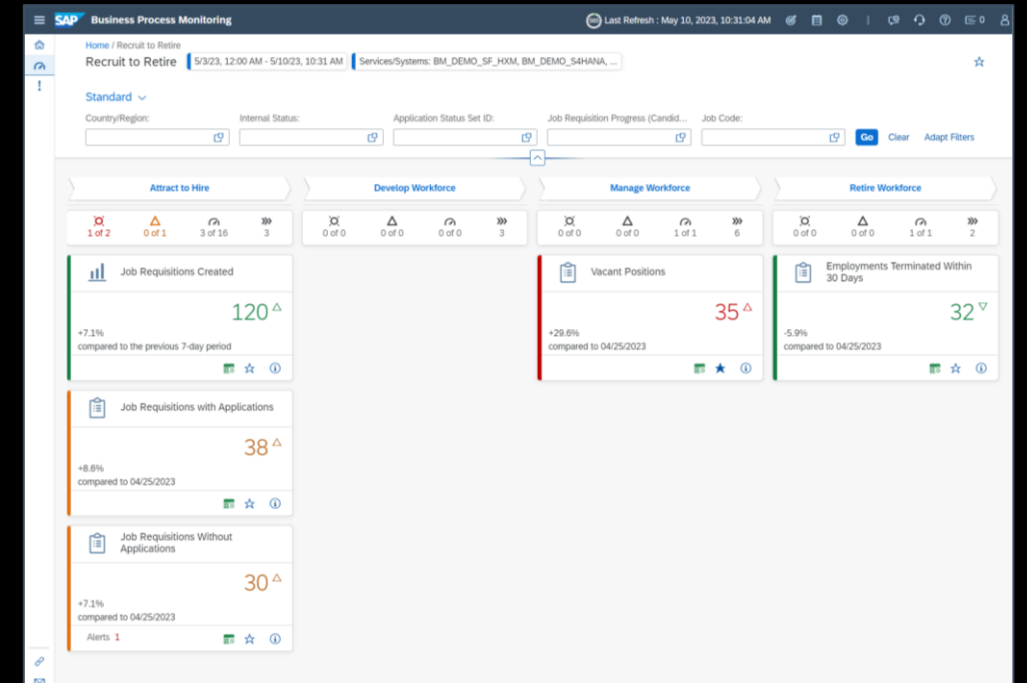 SAP Business Process Monitoring
Last Refresh : May 10, 2023, 10:31:04 AM
0
Home / Recruit to Retire
Recruit to Retire
5/3/23, 12:00 AM - 5/10/23, 10:31 AM
Services/Systems: BM_DEMO_SF_HXM, BM_DEMO_S4HANA, ...
Standard
Country/Region:
Internal Status:
Application Status Set ID:
Job Requisition Progress (Candid...
Job Code:
Go
Clear
Adapt Filters
Attract to Hire
Develop Workforce
Manage Workforce
Retire Workforce
1 of 2
0 of 1
3 of 16
3
0 of 0
0 of 0
0 of 0
3
0 of 0
0 of 0
1 of 1
6
0 of 0
0 of 0
1 of 1
2
Job Requisitions Created
120
+7.1%
compared to the previous 7-day period
Vacant Positions
35
+29.6%
compared to 04/25/2023
Employments Terminated Within
30 Days
32
-5.9%
compared to 04/25/2023
Job Requisitions with Applications
38
+8.6%
compared to 04/25/2023
Job Requisitions Without
Applications
30
+7.1%
compared to 04/25/2023
Alerts 1